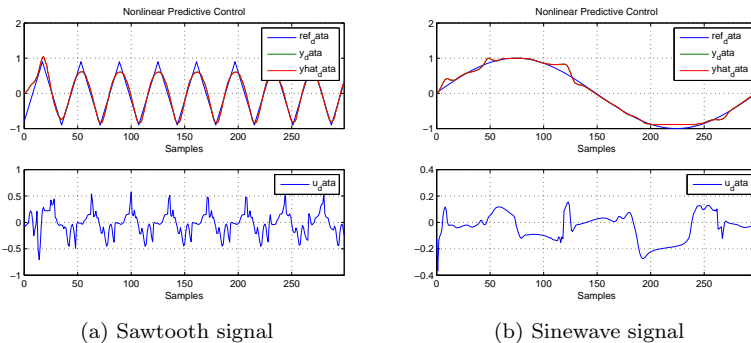 Nonlinear Predictive Control
2
1
0
−1
0 50 100 150 200 250
Samples
ref_data
y_data
yhat_data
1
0.5
0
−0.5
1
0 50 100 150 200 250
Samples
u_data
(a) Sawtooth signal
Nonlinear Predictive Control
2
1
0
−1
0 50 100 150 200 250
Samples
ref_data
y_data
yhat_data
0.4
0.2
0
−0.2
0.4
0 50 100 150 200 250
Samples
u_data
(b) Sinewave signal